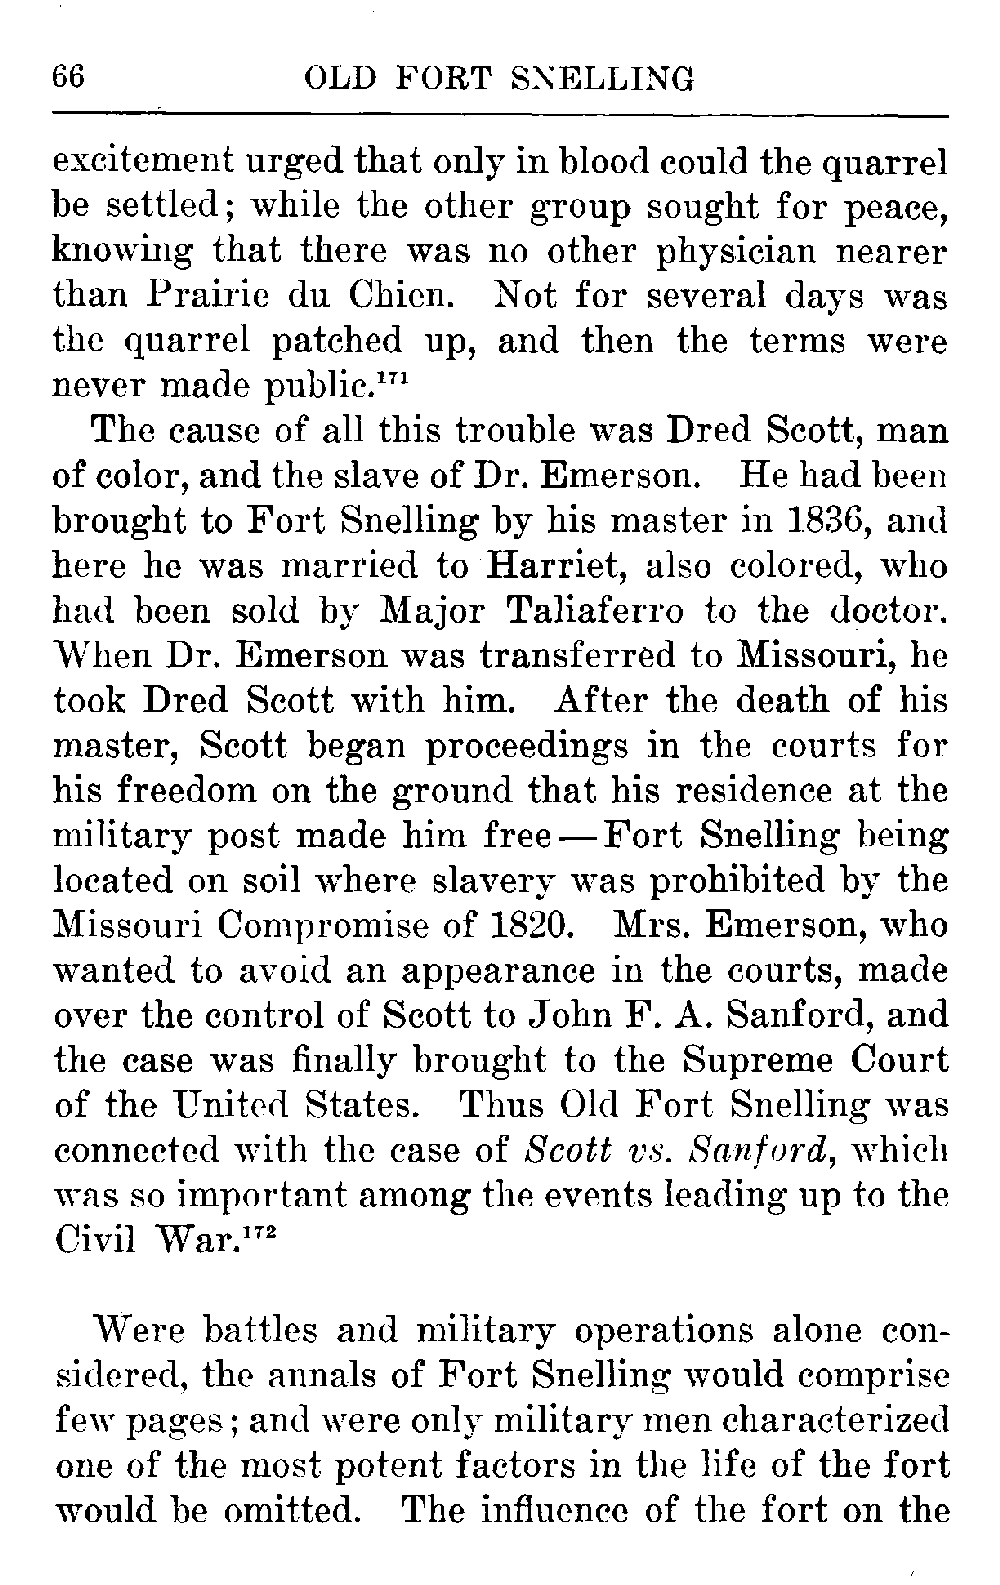 66 OLD FORT SNELLING
excitement urged that only in blood could the quarrel
be settled; while the other group sought for peace,
knowing that there was no other physician nearer
than Prairie du Chien. Not for several days was
the quarrel patched up, and then the terms were
never made public.¹⁷¹
The cause of all this trouble was Dred Scott, man
of color, and the slave of Dr. Emerson. He had been
brought to Fort Snelling by his master in 1836, and
here he was married to Harriet, also colored, who
had been sold by Major Taliaferro to the doctor.
When Dr. Emerson was transferred to Missouri, he
took Dred Scott with him. After the death of his
master, Scott began proceedings in the courts for
his freedom on the ground that his residence at the
military post made him free — Fort Snelling being
located on soil where slavery was prohibited by the
Missouri Compromise of 1820. Mrs. Emerson, who
wanted to avoid an appearance in the courts, made
over the control of Scott to John F. A. Sanford, and
the case was finally brought to the Supreme Court
of the United States. Thus Old Fort Snelling was
connected with the case of Scott vs. Sanford, which
was so important among the events leading up to the
Civil War.¹⁷²
Were battles and military operations alone con-
sidered, the annals of Fort Snelling would comprise
few pages; and were only military men characterized
one of the most potent factors in the life of the fort
would be omitted. The influence of the fort on the